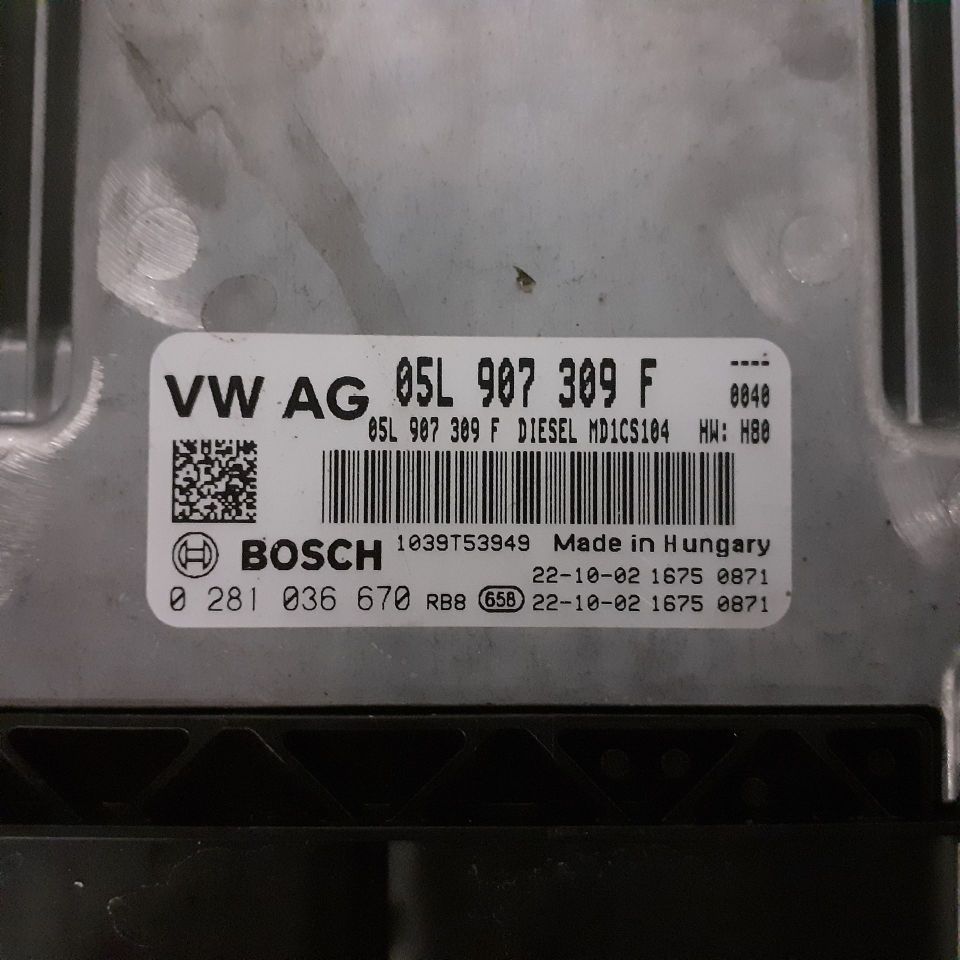 VW AG 05L 907 309 F ----
0040
05L 907 309 F DIESEL MD1CS104 HW: H80
BOSCH 1039T53949 Made in Hungary
22-10-02 1675 0871
0 281 036 670 RB8 658 22-10-02 1675 0871